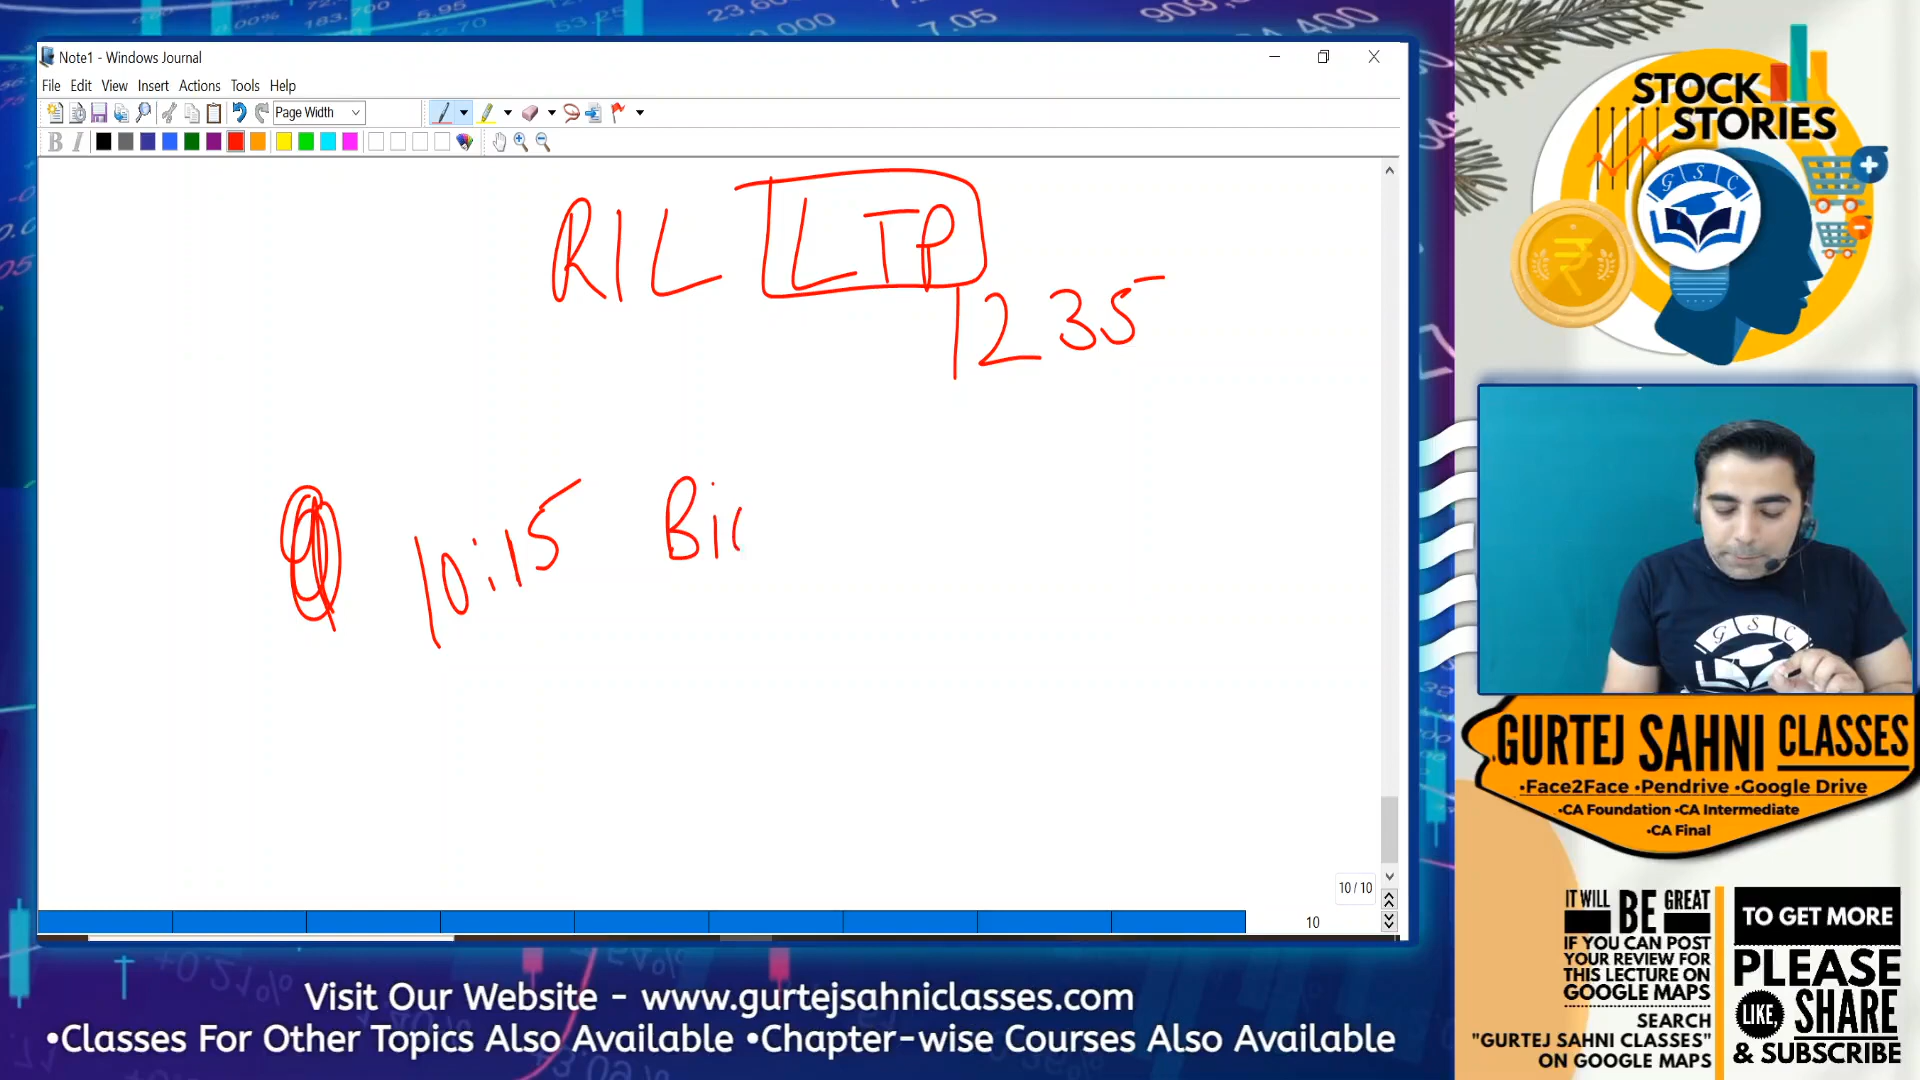 Note1 - Windows Journal
File Edit View Insert Actions Tools Help
Page Width
B I
RIL LTP
1235
@ 10:15 Bid
10 / 10
10
STOCK
STORIES
G S C
G S C
GURTEJ SAHNI CLASSES
•Face2Face •Pendrive •Google Drive
•CA Foundation •CA Intermediate
•CA Final
IT WILL BE GREAT
IF YOU CAN POST
YOUR REVIEW FOR
THIS LECTURE ON
GOOGLE MAPS
SEARCH
"GURTEJ SAHNI CLASSES"
ON GOOGLE MAPS
TO GET MORE
PLEASE
LIKE, SHARE
& SUBSCRIBE
Visit Our Website - www.gurtejsahniclasses.com
•Classes For Other Topics Also Available •Chapter-wise Courses Also Available